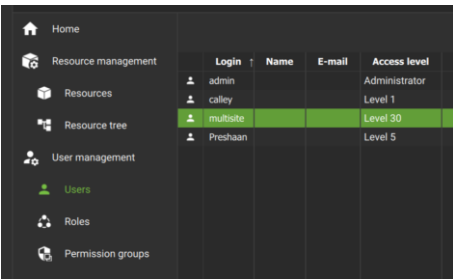 Home
Resource management
Resources
Resource tree
User management
Users
Roles
Permission groups
Login ↑ Name E-mail Access level
admin Administrator
calley Level 1
multisite Level 30
Preshaan Level 5